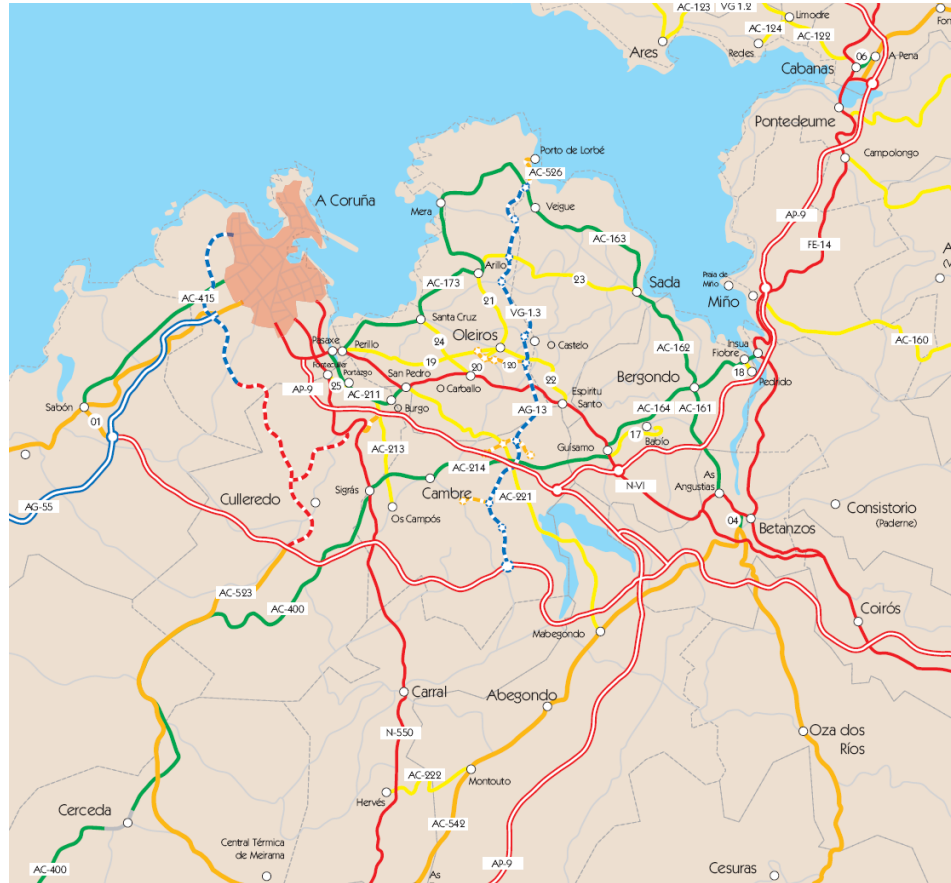 AC-123
VG 1.2
Limodre
AC-124
AC-122
Ares
Redes
06
A Pena
Cabanas
Pontedeume
Campolongo
Porto de Lorbé
AC-526
A Coruña
Mera
Veigue
AP-9
AC-163
FE-14
Arillo
AC-415
AC-173
23
Sada
Praia de
Miño
Miño
21
VG-1.3
Santa Cruz
24
Oleiros
O Castelo
AC-162
AC-160
Insua
Fiobre
Pasaxe
Perillo
19
120
20
22
18
Pedrido
Portazgo
25
San Pedro
O Carballo
Bergondo
AP-9
AC-211
O Burgo
Espiritu
Santo
AG-13
AC-164
AC-161
Sabón
01
17
Babío
AC-213
Guísamo
AC-214
N-VI
As
Angustias
Sigrás
Cambre
AC-221
Culleredo
Os Campós
AG-55
04
Betanzos
Consistorio
(Paderne)
AC-523
AC-400
Coirós
Mabegondo
Carral
Abegondo
N-550
Oza dos
Ríos
AC-222
Montouto
Hervés
Cerceda
AC-542
Central Térmica
de Meirama
AC-400
As
AP-9
Cesuras